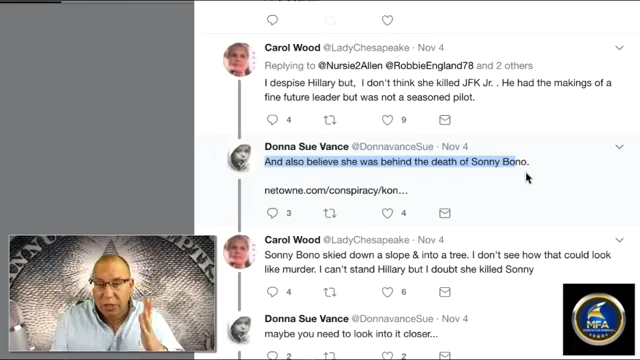 Carol Wood @LadyChesapeake · Nov 4
Replying to @Nursie2Allen @RobbieEngland78 and 2 others
I despise Hillary but, I don't think she killed JFK Jr. . He had the makings of a
fine future leader but was not a seasoned pilot.
4 9
Donna Sue Vance @DonnavanceSue · Nov 4
And also believe she was behind the death of Sonny Bono.
netowne.com/conspiracy/kon...
3 4
Carol Wood @LadyChesapeake · Nov 4
Sonny Bono skied down a slope & into a tree. I don't see how that could look
like murder. I can't stand Hillary but I doubt she killed Sonny
4 6
Donna Sue Vance @DonnavanceSue · Nov 4
maybe you need to look into it closer...
2 2
MFA